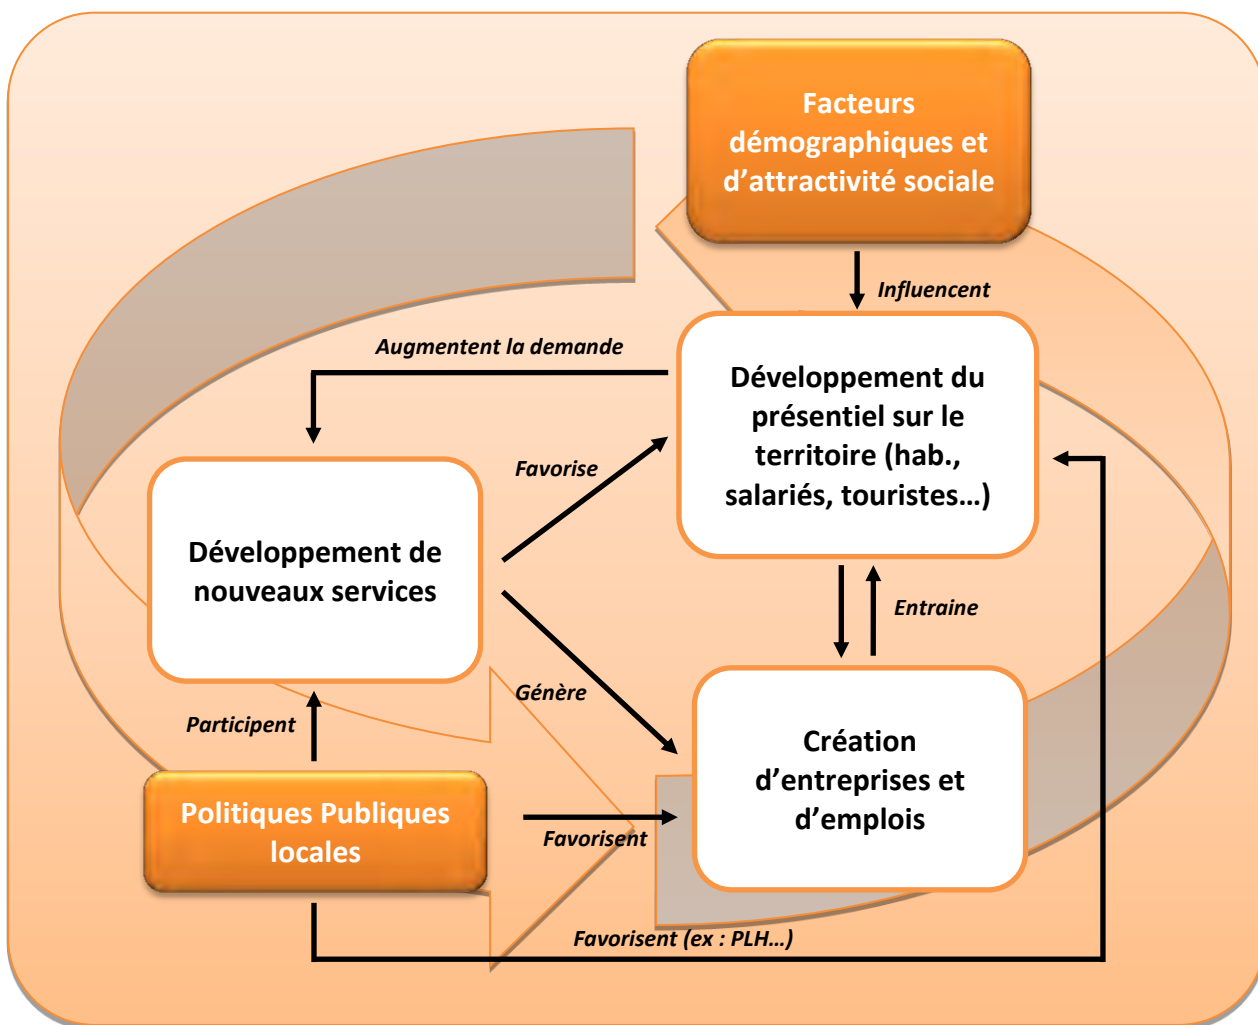 Facteurs
démographiques et
d’attractivité sociale
Influencent
Augmentent la demande
Développement du
présentiel sur le
territoire (hab.,
salariés, touristes…)
Favorise
Développement de
nouveaux services
Entraine
Génère
Participent
Création
d’entreprises et
d’emplois
Politiques Publiques
locales
Favorisent
Favorisent (ex : PLH…)